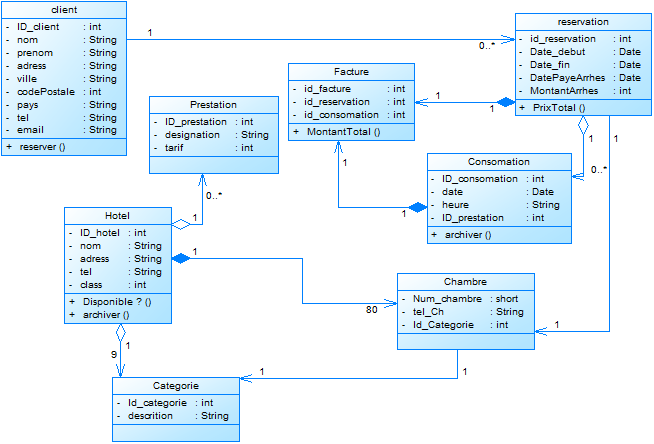 client
- ID_client : int
- nom : String
- prenom : String
- adress : String
- ville : String
- codePostale : int
- pays : String
- tel : String
- email : String
+ reserver ()
1
0..*
reservation
- id_reservation : int
- Date_debut : Date
- Date_fin : Date
- DatePayeArrhes : Date
- MontantArrhes : int
+ PrixTotal ()
Facture
- id_facture : int
- id_reservation : int
- id_consomation : int
+ MontantTotal ()
1
1
1
1
Prestation
- ID_prestation : int
- designation : String
- tarif : int
1
0..*
Consomation
- ID_consomation : int
- date : Date
- heure : String
- ID_prestation : int
+ archiver ()
0..*
1
1
Hotel
- ID_hotel : int
- nom : String
- adress : String
- tel : String
- class : int
+ Disponible ? ()
+ archiver ()
1
80
Chambre
- Num_chambre : short
- tel_Ch : String
- Id_Categorie : int
1
9
1
1
1
Categorie
- Id_categorie : int
- descrition : String